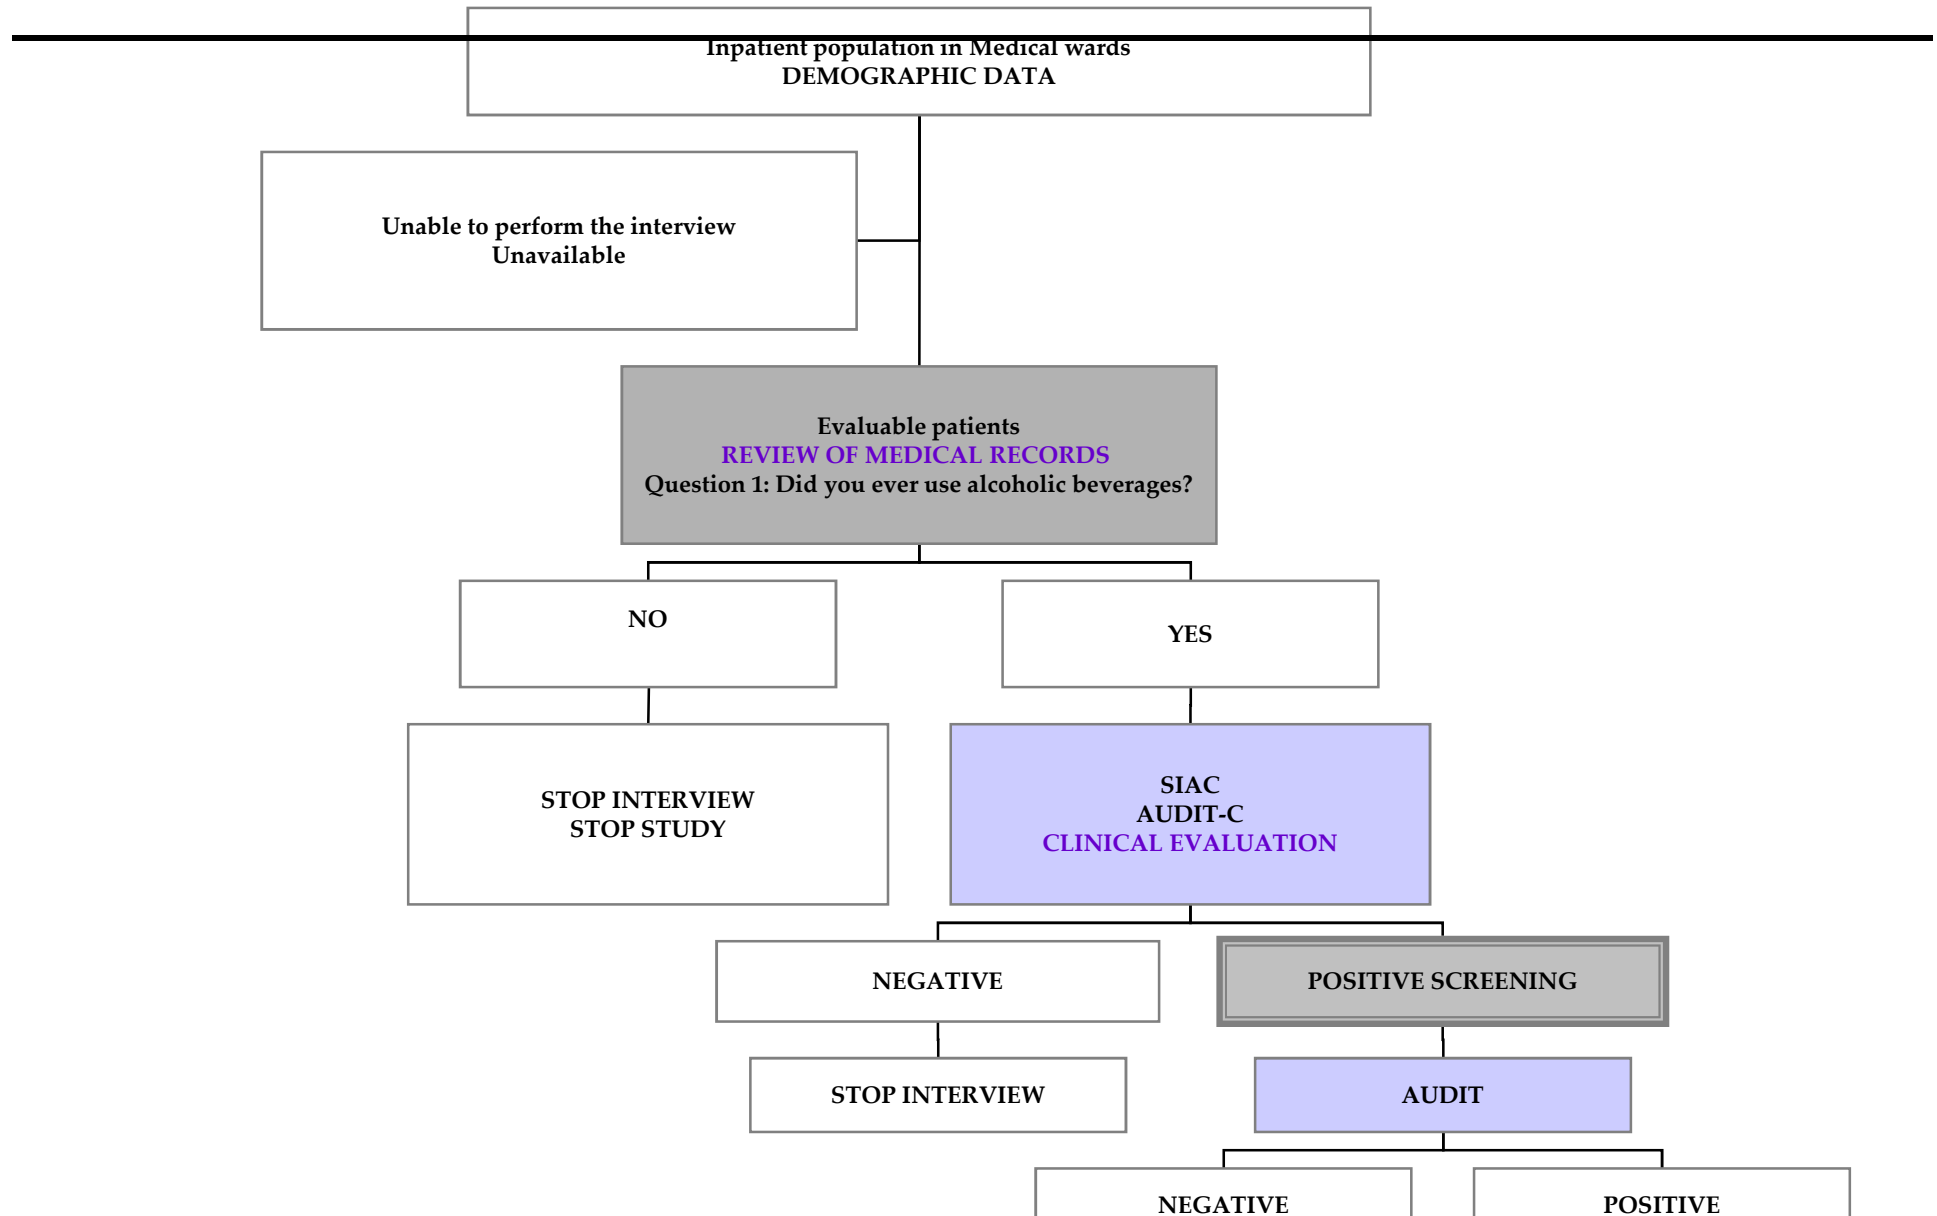 Inpatient population in Medical wards
DEMOGRAPHIC DATA
Unable to perform the interview
Unavailable
Evaluable patients
REVIEW OF MEDICAL RECORDS
Question 1: Did you ever use alcoholic beverages?
NO
YES
STOP INTERVIEW
STOP STUDY
SIAC
AUDIT-C
CLINICAL EVALUATION
NEGATIVE
POSITIVE SCREENING
STOP INTERVIEW
AUDIT
NEGATIVE
POSITIVE